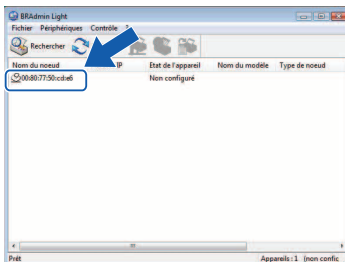 BRAdmin Light
Fichier Périphériques Contrôle
Rechercher
Nom du noeud IP Etat de l'appareil Nom du modèle Type de noeud
00:80:77:50:cd:e6 Non configuré
Prêt Appareils : 1 (non confic